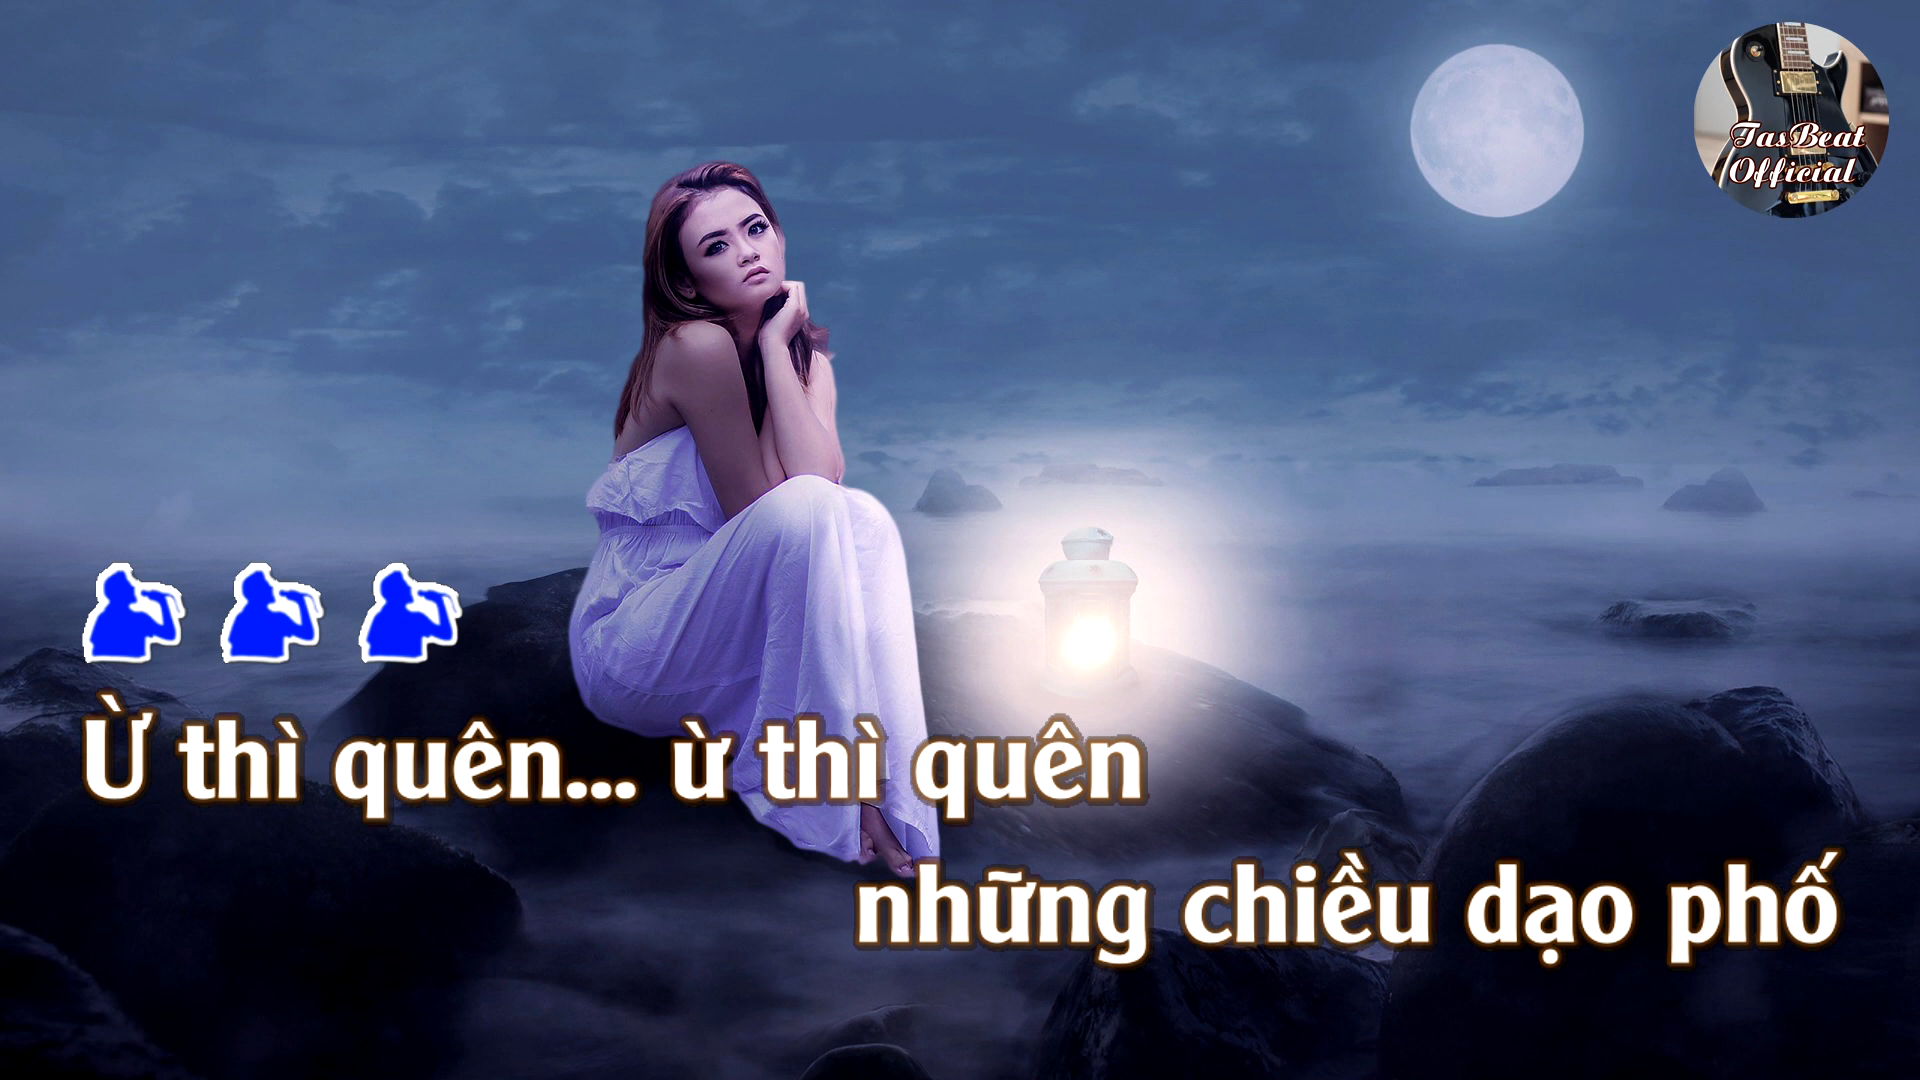 TasBeat
Official
Ừ thì quên... ừ thì quên
những chiều dạo phố